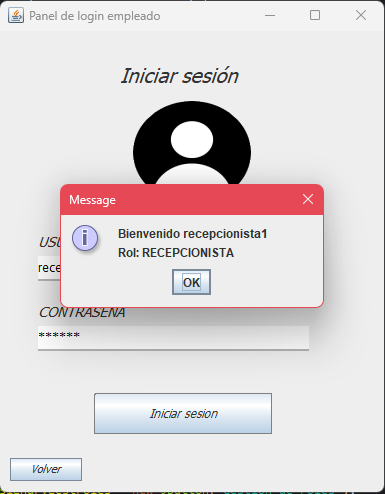 Panel de login empleado
Iniciar sesión
Message
Bienvenido recepcionista1
Rol: RECEPCIONISTA
OK
CONTRASEÑA
******
Iniciar sesion
Volver